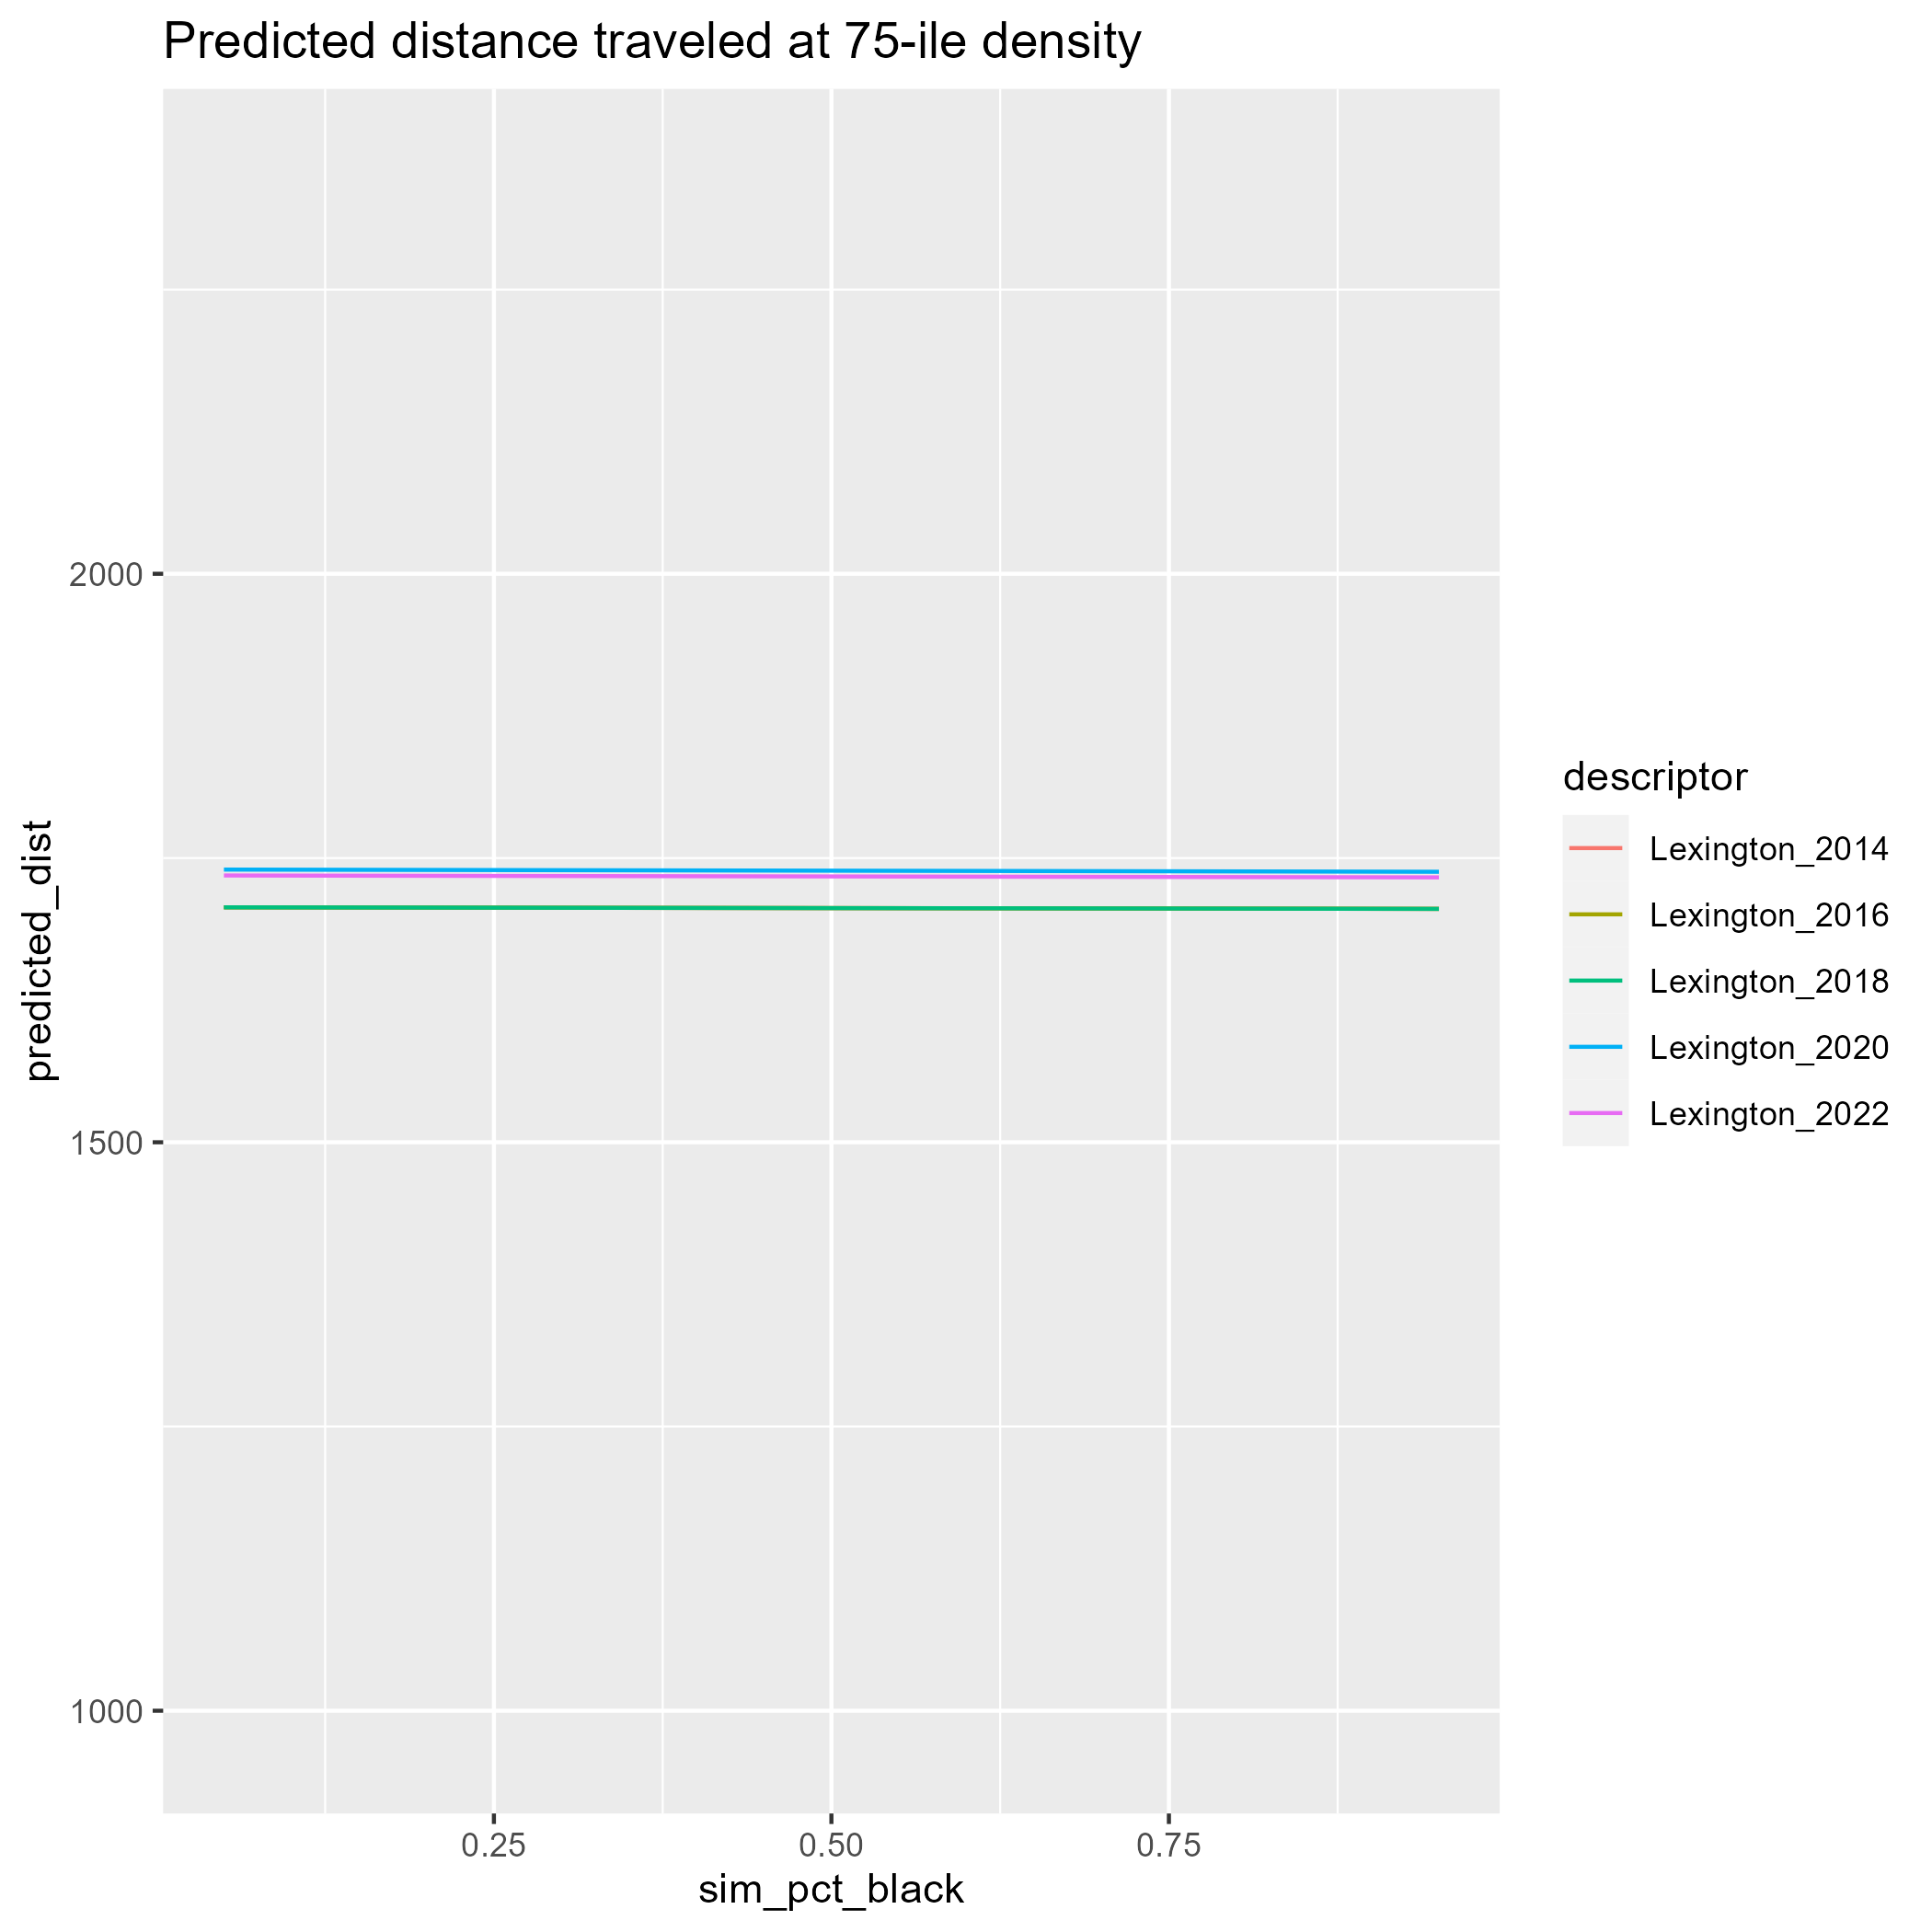 Predicted distance traveled at 75-ile density
predicted_dist
2000
1500
1000
0.25
0.50
0.75
sim_pct_black
descriptor
Lexington_2014
Lexington_2016
Lexington_2018
Lexington_2020
Lexington_2022